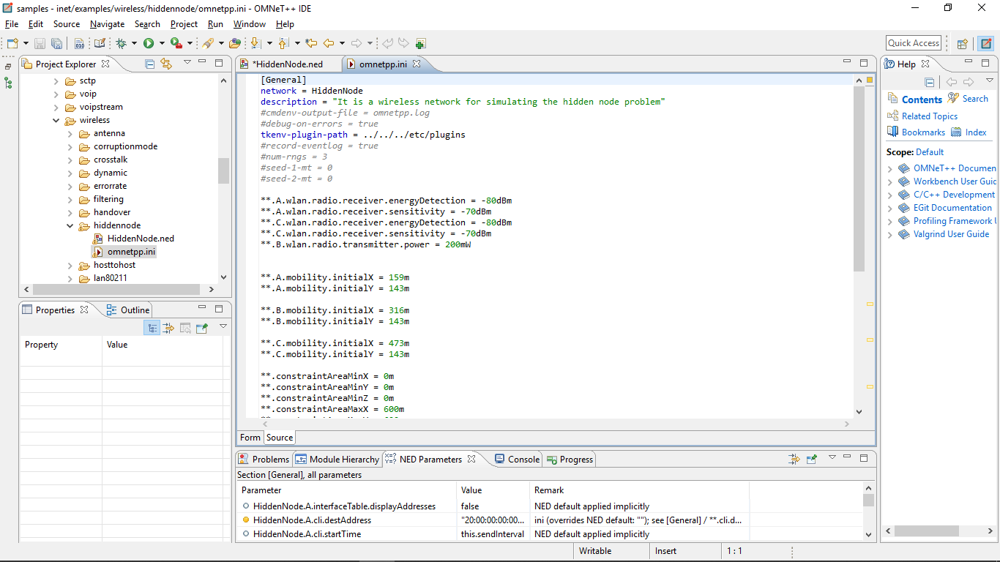 samples - inet/examples/wireless/hiddennode/omnetpp.ini - OMNeT++ IDE
File Edit Source Navigate Search Project Run Window Help
Quick Access
Project Explorer
sctp
voip
voipstream
wireless
antenna
corruptionmode
crosstalk
dynamic
errorrate
filtering
handover
hiddennode
HiddenNode.ned
omnetpp.ini
hosttohost
lan80211
Properties
Outline
Property Value
*HiddenNode.ned
omnetpp.ini
[General]
network = HiddenNode
description = "It is a wireless network for simulating the hidden node problem"
#cmdenv-output-file = omnetpp.log
#debug-on-errors = true
tkenv-plugin-path = ../../../etc/plugins
#record-eventlog = true
#num-rngs = 3
#seed-1-mt = 0
#seed-2-mt = 0
**.A.wlan.radio.receiver.energyDetection = -80dBm
**.A.wlan.radio.receiver.sensitivity = -70dBm
**.C.wlan.radio.receiver.energyDetection = -80dBm
**.C.wlan.radio.receiver.sensitivity = -70dBm
**.B.wlan.radio.transmitter.power = 200mW
**.A.mobility.initialX = 159m
**.A.mobility.initialY = 143m
**.B.mobility.initialX = 316m
**.B.mobility.initialY = 143m
**.C.mobility.initialX = 473m
**.C.mobility.initialY = 143m
**.constraintAreaMinX = 0m
**.constraintAreaMinY = 0m
**.constraintAreaMinZ = 0m
**.constraintAreaMaxX = 600m
Form Source
Problems Module Hierarchy NED Parameters Console Progress
Section [General], all parameters
Parameter Value Remark
HiddenNode.A.interfaceTable.displayAddresses false NED default applied implicitly
HiddenNode.A.cli.destAddress "20:00:00:00:00... ini (overrides NED default: ""); see [General] / **.cli.d...
HiddenNode.A.cli.startTime this.sendInterval NED default applied implicitly
Help
Contents Search
Related Topics
Bookmarks Index
Scope: Default
OMNeT++ Documen
Workbench User Guid
C/C++ Development
EGit Documentation
Profiling Framework
Valgrind User Guide
Writable Insert 1 : 1